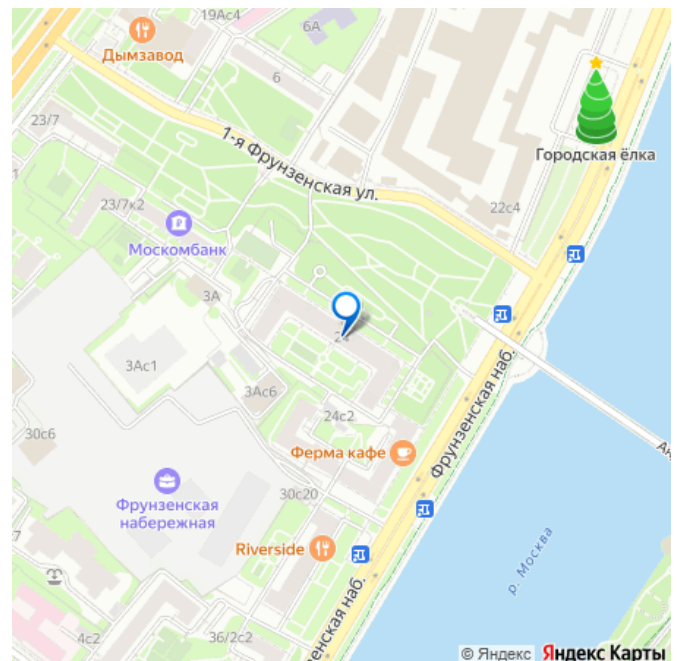 19Ас4
6А
Дымзавод
6
23/7
1-я Фрунзенская ул.
Городская ёлка
23/7к2
22с4
Москомбанк
3А
24
3Ас1
3Ас6
24с2
Фрунзенская наб.
30с6
Ферма кафе
Фрунзенская
набережная
30с20
Riverside
р. Москва
4с2
36/2с2
© Яндекс Яндекс Карты